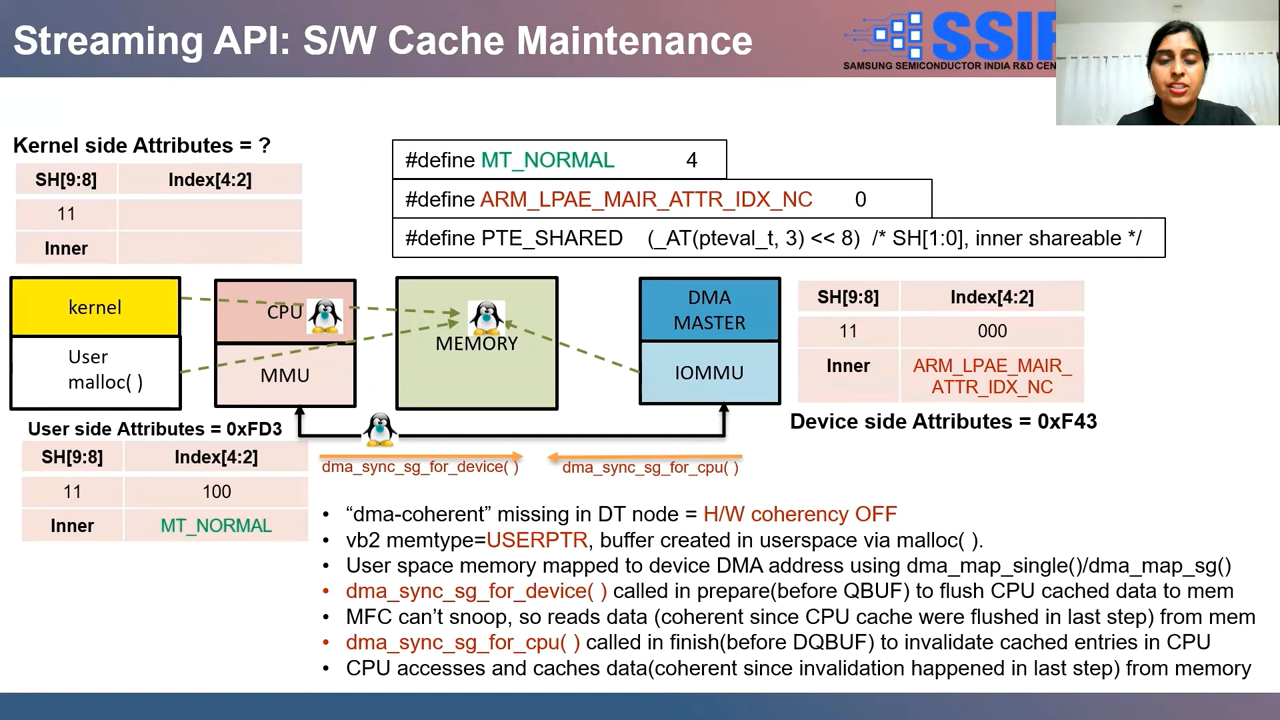 Streaming API: S/W Cache Maintenance
SAMSUNG SEMICONDUCTOR INDIA R&D
Kernel side Attributes = ?
SH[9:8] Index[4:2]
11
Inner
#define MT_NORMAL 4
#define ARM_LPAE_MAIR_ATTR_IDX_NC 0
#define PTE_SHARED (_AT(pteval_t, 3) << 8) /* SH[1:0], inner shareable */
kernel
User
malloc( )
CPU
MMU
MEMORY
DMA
MASTER
IOMMU
SH[9:8] Index[4:2]
11 000
Inner ARM_LPAE_MAIR_
ATTR_IDX_NC
Device side Attributes = 0xF43
User side Attributes = 0xFD3
SH[9:8] Index[4:2]
11 100
Inner MT_NORMAL
dma_sync_sg_for_device( )
dma_sync_sg_for_cpu( )
• “dma-coherent” missing in DT node = H/W coherency OFF
• vb2 memtype=USERPTR, buffer created in userspace via malloc( ).
• User space memory mapped to device DMA address using dma_map_single()/dma_map_sg()
• dma_sync_sg_for_device( ) called in prepare(before QBUF) to flush CPU cached data to mem
• MFC can’t snoop, so reads data (coherent since CPU cache were flushed in last step) from mem
• dma_sync_sg_for_cpu( ) called in finish(before DQBUF) to invalidate cached entries in CPU
• CPU accesses and caches data(coherent since invalidation happened in last step) from memory